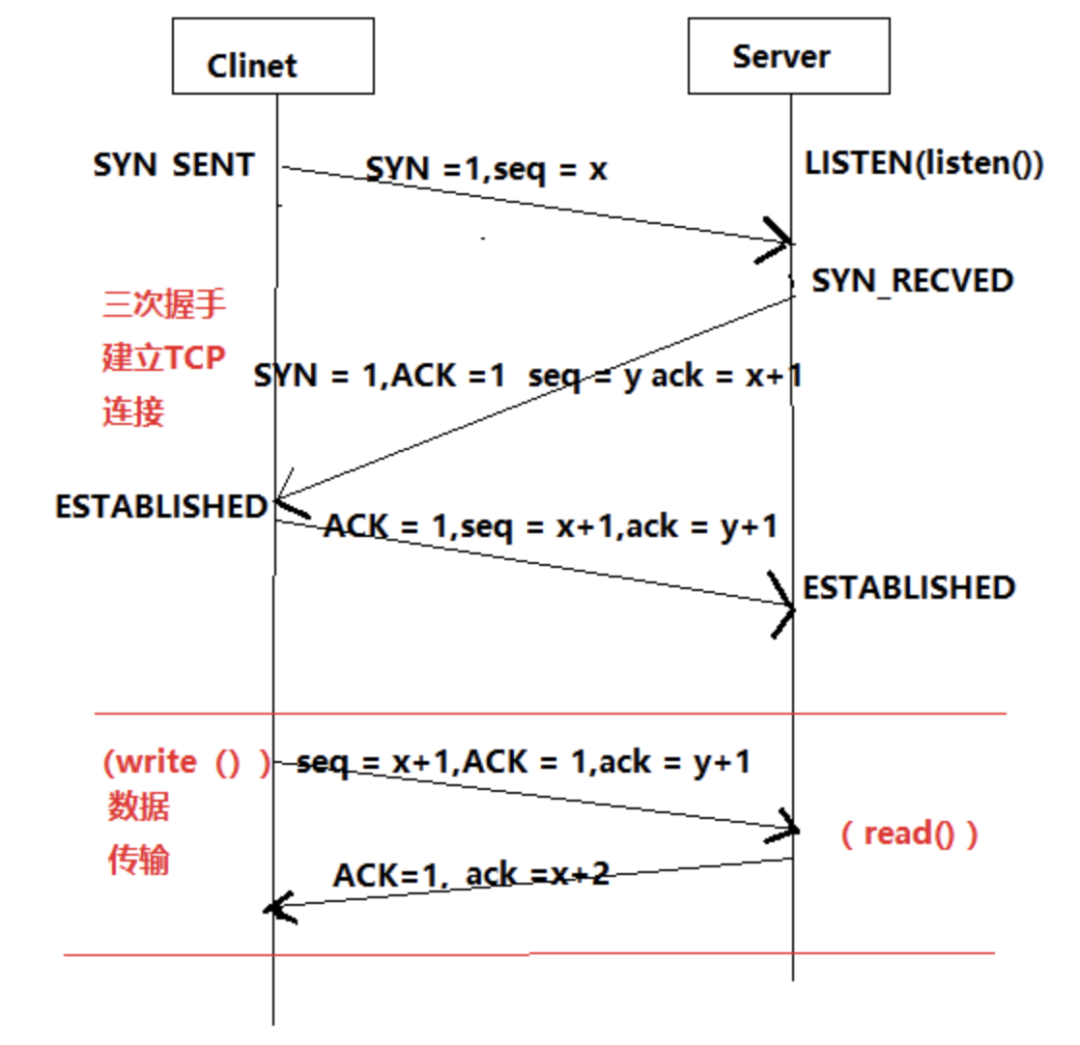 Clinet
Server
SYN SENT
SYN =1,seq = x
LISTEN(listen())
SYN_RECVED
三次握手
建立TCP
连接
SYN = 1,ACK =1 seq = y ack = x+1
ESTABLISHED
ACK = 1,seq = x+1,ack = y+1
ESTABLISHED
(write () )
seq = x+1,ACK = 1,ack = y+1
数据
传输
( read() )
ACK=1, ack =x+2